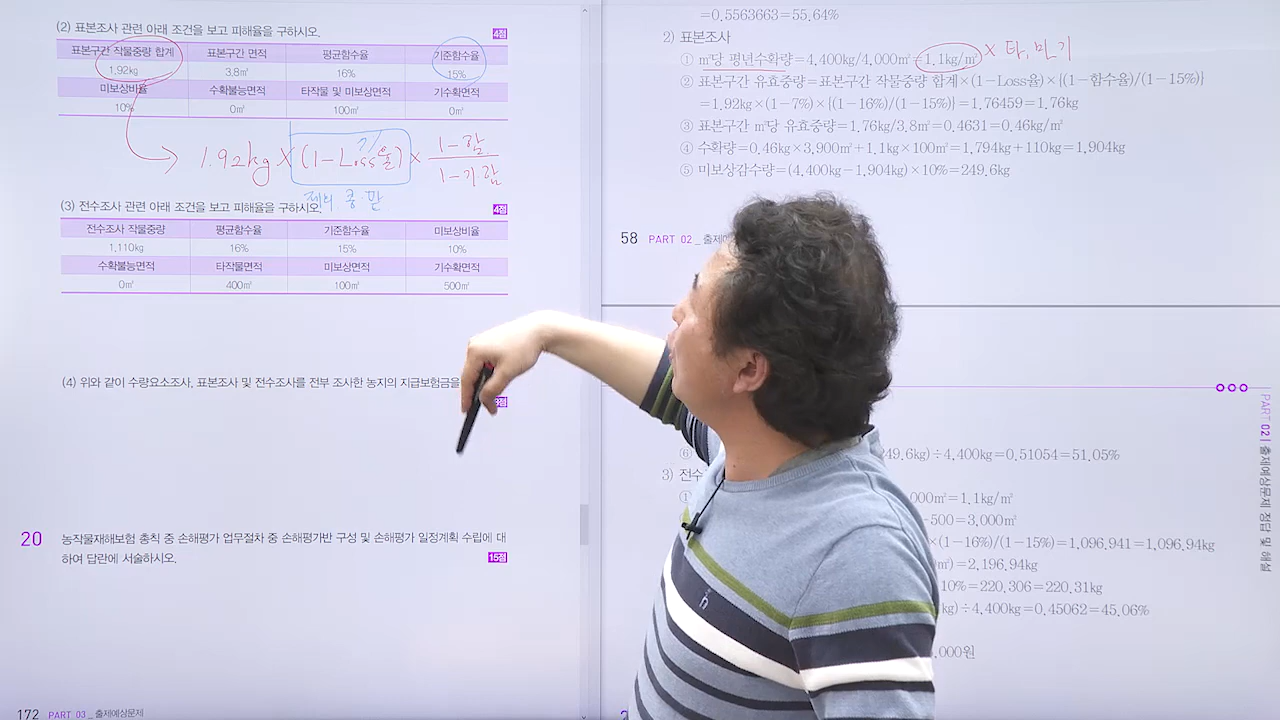 (2) 표본조사 관련 아래 조건을 보고 피해율을 구하시오. 4점
표본구간 작물중량 합계 표본구간 면적 평균함수율 기준함수율
1.92kg 3.8㎡ 16% 15%
미보상비율 수확불능면적 타작물 및 미보상면적 기수확면적
10% 0㎡ 100㎡ 0㎡
1.92kg × (1-Loss율) × 1-함 / 1-기함
(3) 전수조사 관련 아래 조건을 보고 피해율을 구하시오. 4점
전수조사 작물중량 평균함수율 기준함수율 미보상비율
1,110kg 16% 15% 10%
수확불능면적 타작물면적 미보상면적 기수확면적
0㎡ 400㎡ 100㎡ 500㎡
(4) 위와 같이 수량요소조사, 표본조사 및 전수조사를 전부 조사한 농지의 지급보험금을
20 농작물재해보험 총칙 중 손해평가 업무절차 중 손해평가반 구성 및 손해평가 일정계획 수립에 대
하여 답란에 서술하시오. 15점
172 PART 03_출제예상문제
=0.5563663=55.64%
2) 표본조사
① ㎡당 평년수확량=4,400kg/4,000㎡=1.1kg/㎡ × 타, 미, 기
② 표본구간 유효중량=표본구간 작물중량 합계×(1-Loss율)×{(1-함수율)/(1-15%)}
=1.92kg×(1-7%)×{(1-16%)/(1-15%)}=1.76459=1.76kg
③ 표본구간 ㎡당 유효중량=1.76kg/3.8㎡=0.4631=0.46kg/㎡
④ 수확량=0.46kg×3,900㎡+1.1kg×100㎡=1,794kg+110kg=1,904kg
⑤ 미보상감수량=(4,400kg-1,904kg)×10%=249.6kg
58 PART 02_출제
⑥ 249.6kg)÷4,400kg=0.51054=51.05%
3) 전수
① 000㎡=1.1kg/㎡
-500=3,000㎡
×(1-16%)/(1-15%)=1,096.941=1,096.94kg
㎡)=2,196.94kg
10%=220.306=220.31kg
kg)÷4,400kg=0.45062=45.06%
,000원
PART 02 | 출제예상문제 정답 및 해설